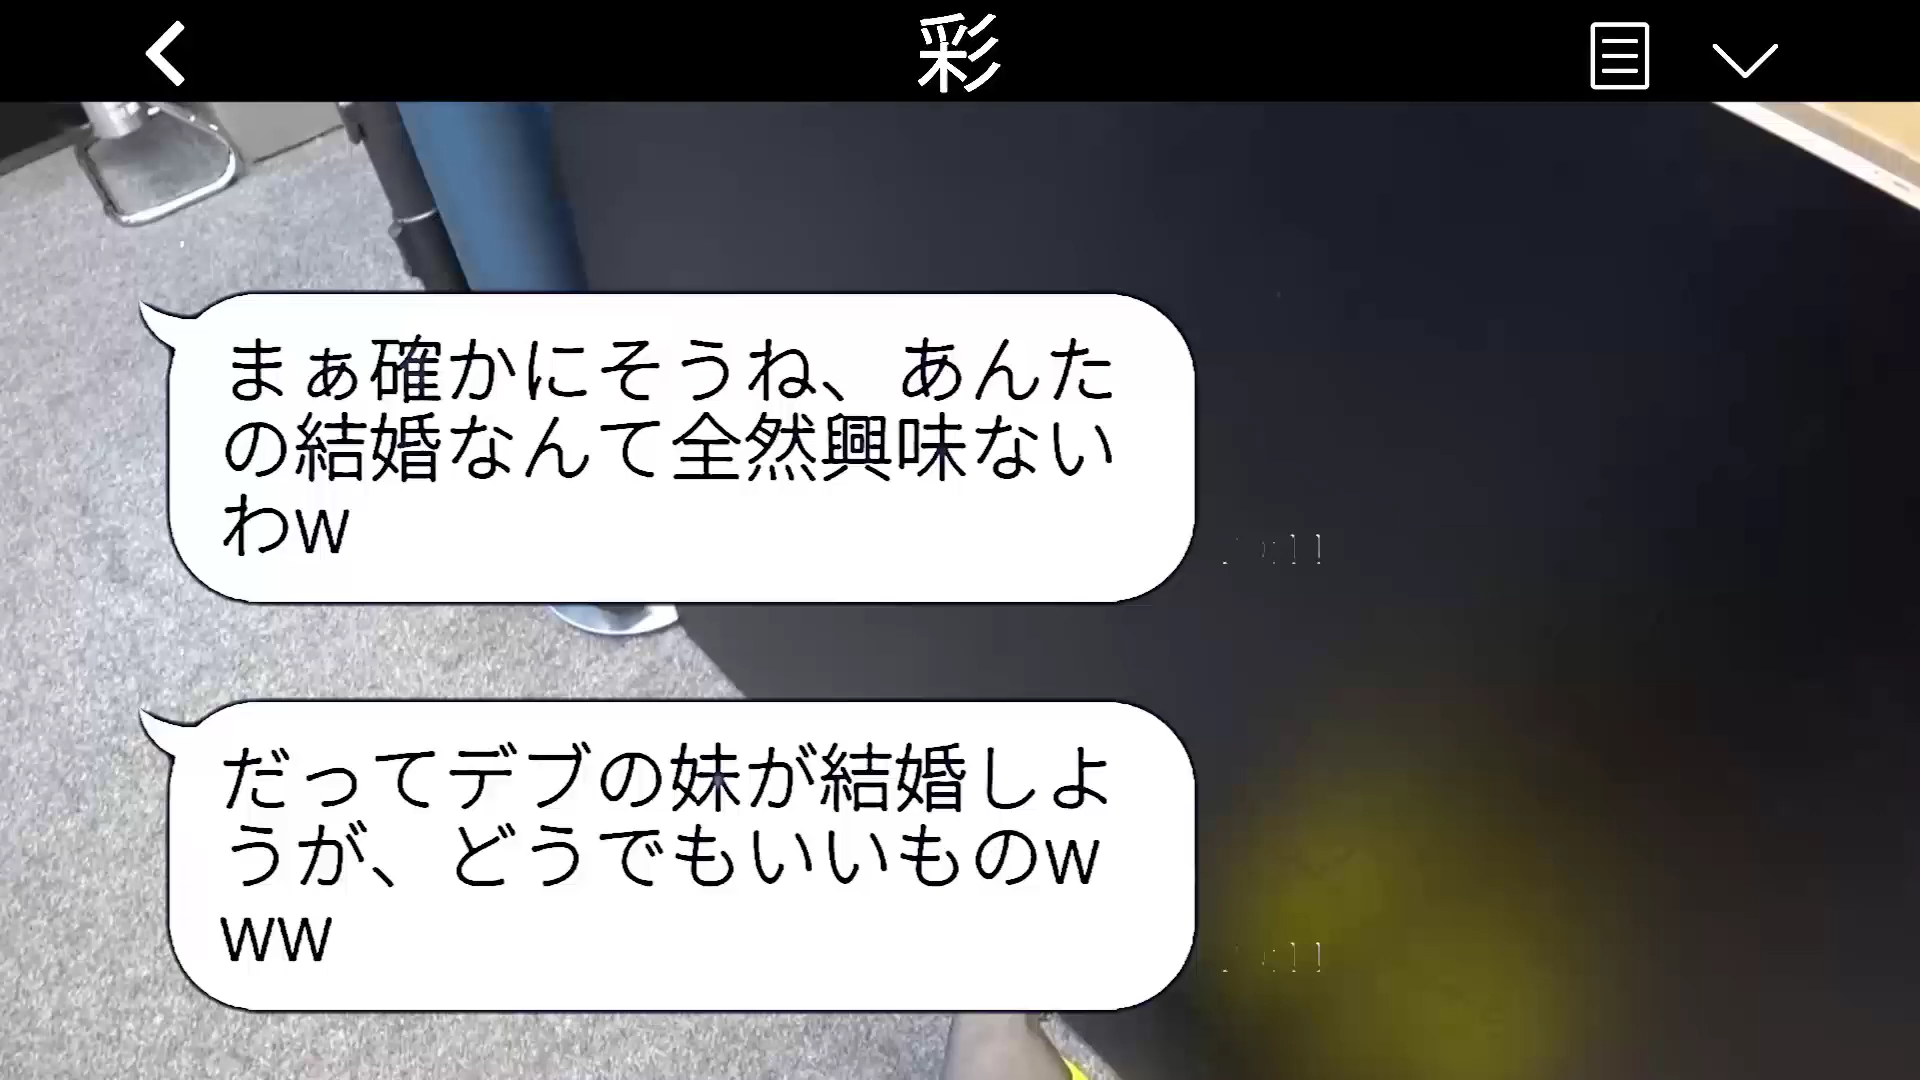 彩
まぁ確かにそうね、あんた
の結婚なんて全然興味ない
わw
だってデブの妹が結婚しよ
うが、どうでもいいものw
ww